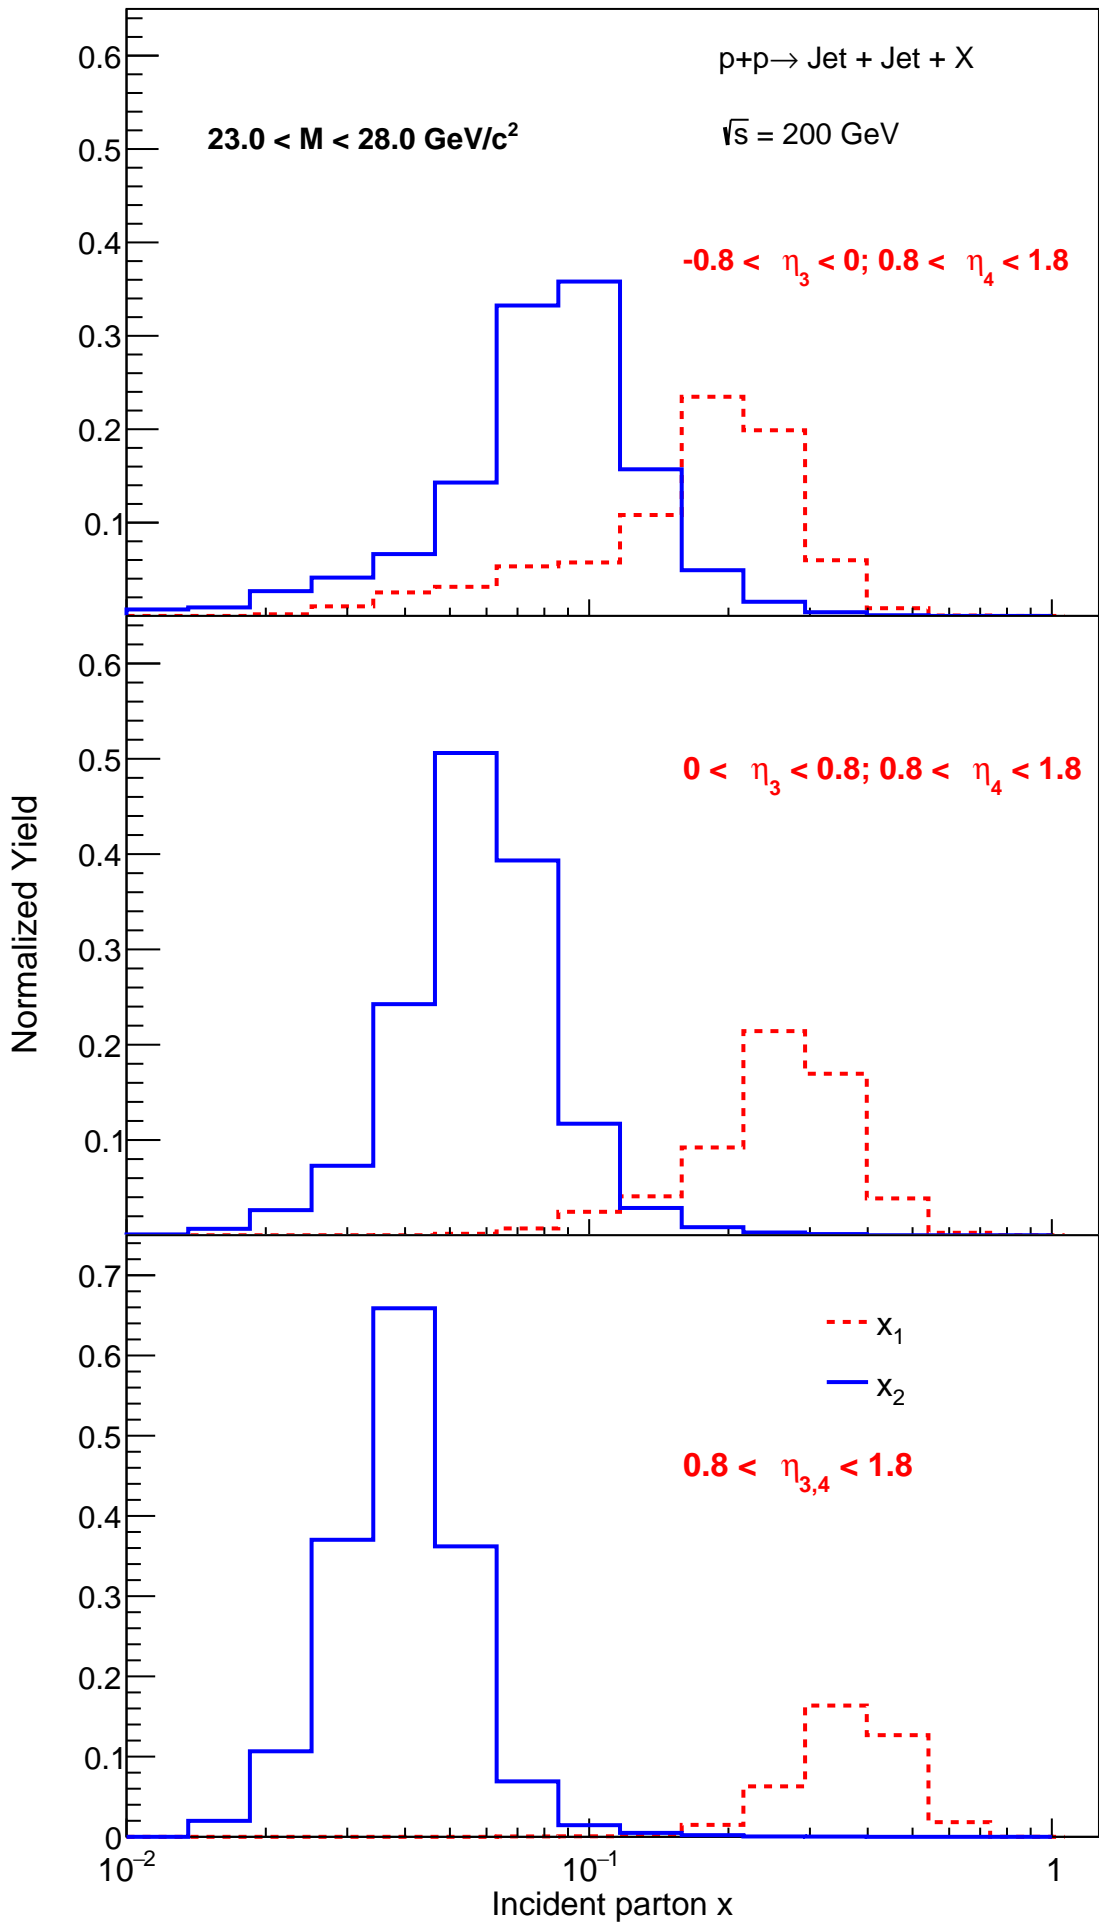 0.6
p+p→ Jet + Jet + X
23.0 < M < 28.0 GeV/c²
√s = 200 GeV
0.5
0.4
-0.8 < η₃ < 0; 0.8 < η₄ < 1.8
0.3
0.2
0.1
0.6
0.5
0 < η₃ < 0.8; 0.8 < η₄ < 1.8
0.4
0.3
0.2
0.1
Normalized Yield
0.7
x₁
0.6
x₂
0.5
0.8 < η₃,₄ < 1.8
0.4
0.3
0.2
0.1
0
10⁻² 10⁻¹ 1
Incident parton x